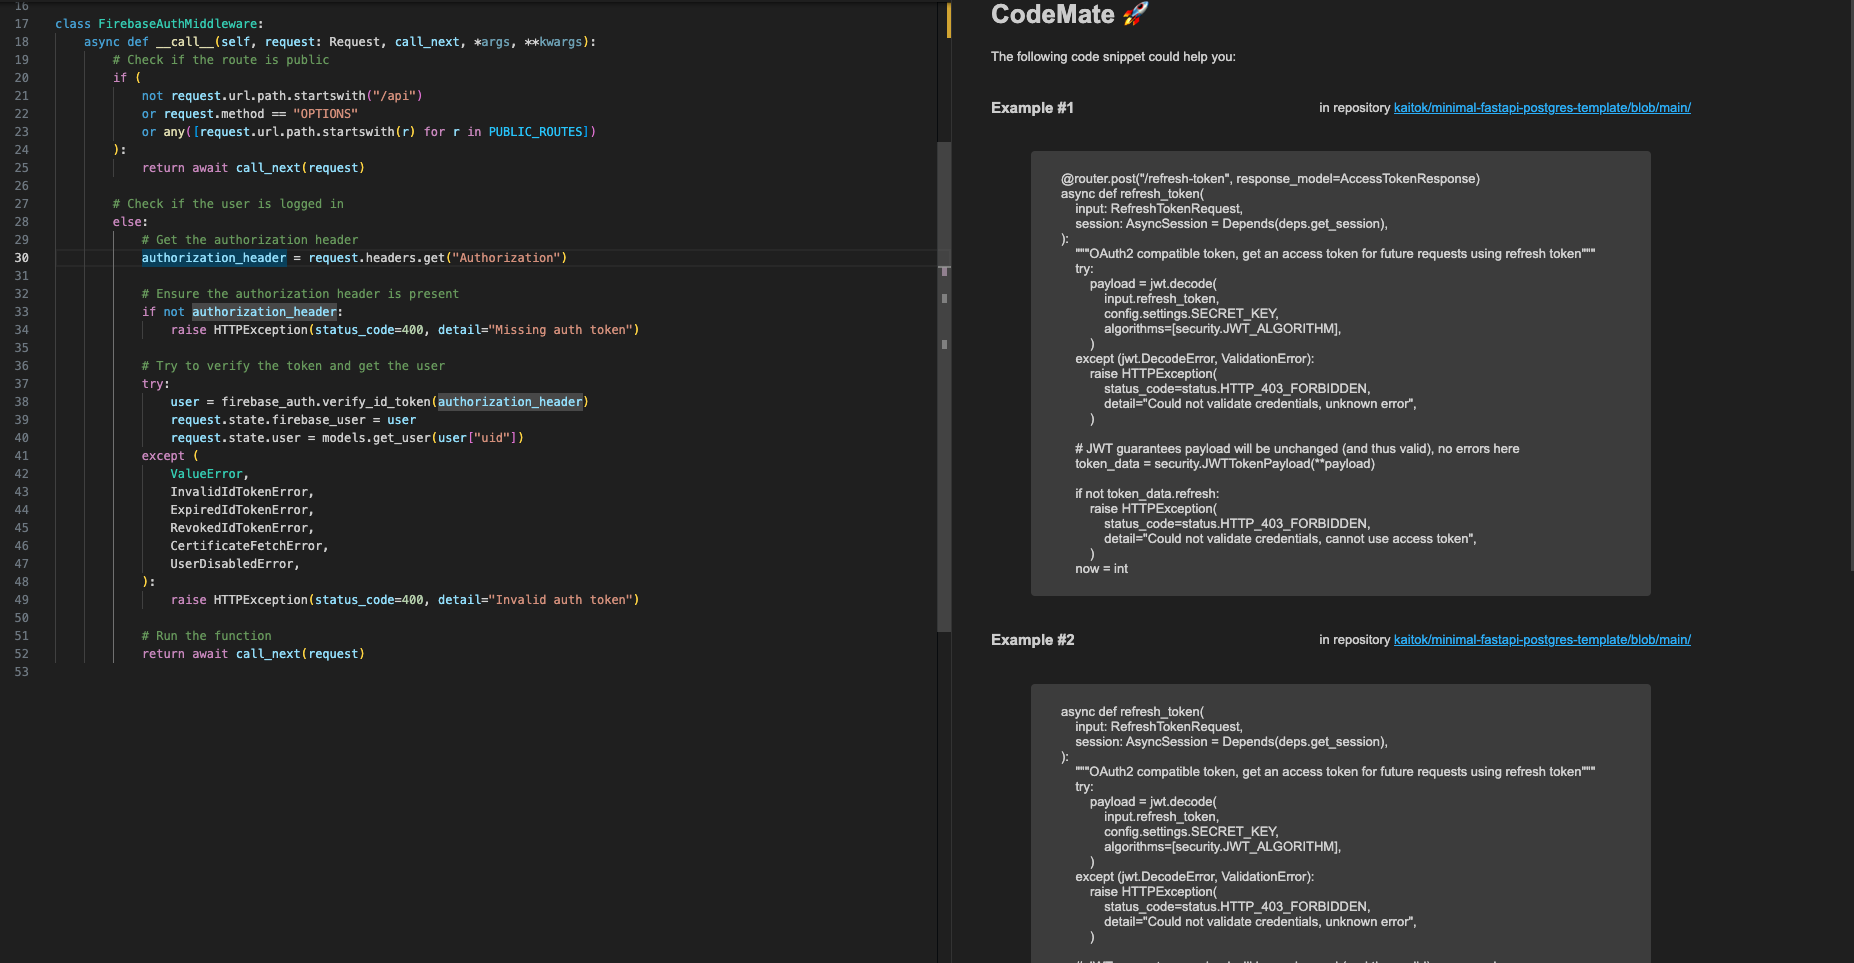 16
17 class FirebaseAuthMiddleware:
18     async def __call__(self, request: Request, call_next, *args, **kwargs):
19         # Check if the route is public
20         if (
21             not request.url.path.startswith("/api")
22             or request.method == "OPTIONS"
23             or any([request.url.path.startswith(r) for r in PUBLIC_ROUTES])
24         ):
25             return await call_next(request)
26
27         # Check if the user is logged in
28         else:
29             # Get the authorization header
30             authorization_header = request.headers.get("Authorization")
31
32             # Ensure the authorization header is present
33             if not authorization_header:
34                 raise HTTPException(status_code=400, detail="Missing auth token")
35
36             # Try to verify the token and get the user
37             try:
38                 user = firebase_auth.verify_id_token(authorization_header)
39                 request.state.firebase_user = user
40                 request.state.user = models.get_user(user["uid"])
41             except (
42                 ValueError,
43                 InvalidIdTokenError,
44                 ExpiredIdTokenError,
45                 RevokedIdTokenError,
46                 CertificateFetchError,
47                 UserDisabledError,
48             ):
49                 raise HTTPException(status_code=400, detail="Invalid auth token")
50
51             # Run the function
52             return await call_next(request)
53
CodeMate 🚀
The following code snippet could help you:
Example #1
in repository kaitok/minimal-fastapi-postgres-template/blob/main/
@router.post("/refresh-token", response_model=AccessTokenResponse)
async def refresh_token(
    input: RefreshTokenRequest,
    session: AsyncSession = Depends(deps.get_session),
):
    """OAuth2 compatible token, get an access token for future requests using refresh token"""
    try:
        payload = jwt.decode(
            input.refresh_token,
            config.settings.SECRET_KEY,
            algorithms=[security.JWT_ALGORITHM],
        )
    except (jwt.DecodeError, ValidationError):
        raise HTTPException(
            status_code=status.HTTP_403_FORBIDDEN,
            detail="Could not validate credentials, unknown error",
        )

    # JWT guarantees payload will be unchanged (and thus valid), no errors here
    token_data = security.JWTTokenPayload(**payload)

    if not token_data.refresh:
        raise HTTPException(
            status_code=status.HTTP_403_FORBIDDEN,
            detail="Could not validate credentials, cannot use access token",
        )
    now = int
Example #2
in repository kaitok/minimal-fastapi-postgres-template/blob/main/
async def refresh_token(
    input: RefreshTokenRequest,
    session: AsyncSession = Depends(deps.get_session),
):
    """OAuth2 compatible token, get an access token for future requests using refresh token"""
    try:
        payload = jwt.decode(
            input.refresh_token,
            config.settings.SECRET_KEY,
            algorithms=[security.JWT_ALGORITHM],
        )
    except (jwt.DecodeError, ValidationError):
        raise HTTPException(
            status_code=status.HTTP_403_FORBIDDEN,
            detail="Could not validate credentials, unknown error",
        )